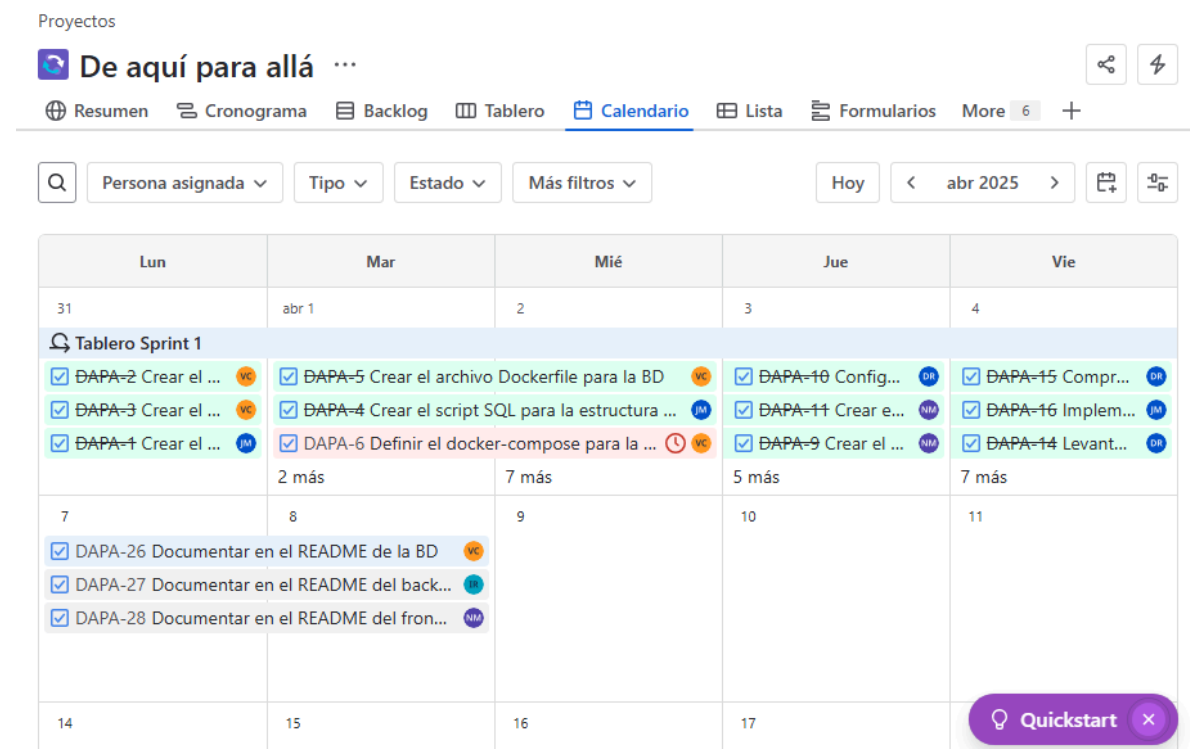 Proyectos
De aquí para allá ...
Resumen Cronograma Backlog Tablero Calendario Lista Formularios More 6
Persona asignada Tipo Estado Más filtros Hoy abr 2025
Lun Mar Mié Jue Vie
31 abr 1 2 3 4
Tablero Sprint 1
DAPA-2 Crear el ... VC DAPA-5 Crear el archivo Dockerfile para la BD VC DAPA-10 Config... DR DAPA-15 Compr... DR
DAPA-3 Crear el ... VC DAPA-4 Crear el script SQL para la estructura ... JM DAPA-11 Crear e... NM DAPA-16 Implem... JM
DAPA-1 Crear el ... JM DAPA-6 Definir el docker-compose para la ... VC DAPA-9 Crear el ... NM DAPA-14 Levant... DR
2 más 7 más 5 más 7 más
7 8 9 10 11
DAPA-26 Documentar en el README de la BD VC
DAPA-27 Documentar en el README del back...
DAPA-28 Documentar en el README del fron... NM
14 15 16 17
Quickstart